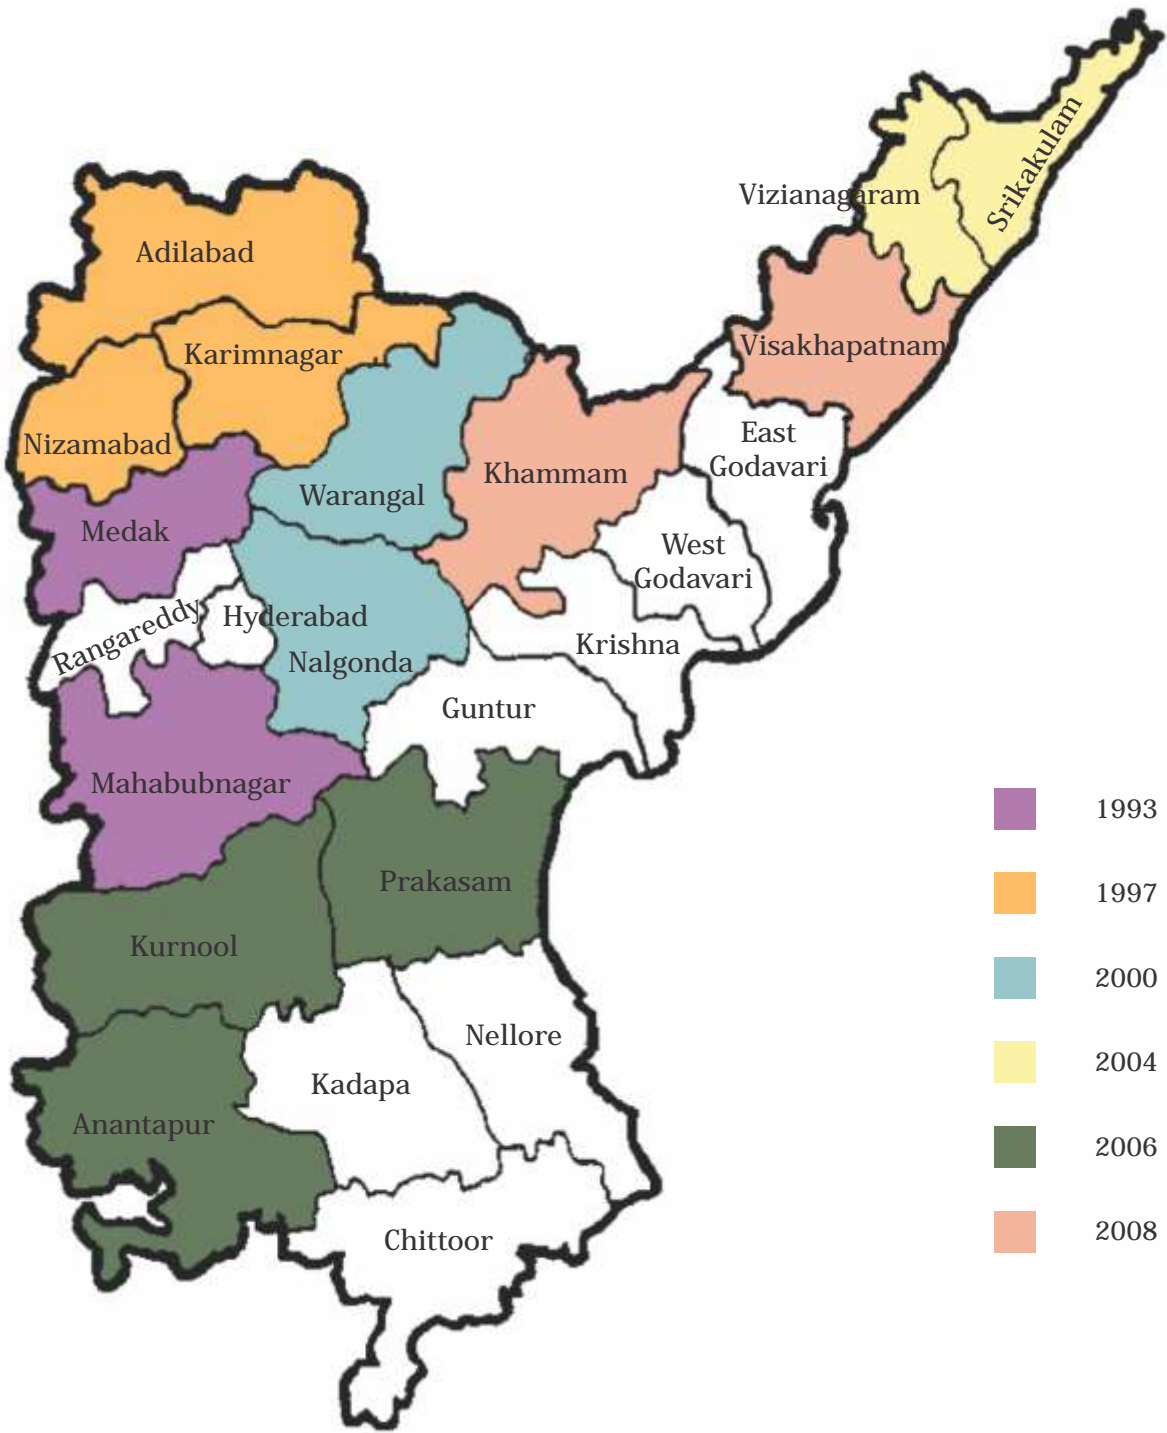 Srikakulam
Vizianagaram
Adilabad
Visakhapatnam
Karimnagar
Nizamabad
East
Godavari
Khammam
Warangal
Medak
West
Godavari
Rangareddy
Hyderabad
Krishna
Nalgonda
Guntur
Mahabubnagar
Prakasam
Kurnool
Nellore
Kadapa
Anantapur
Chittoor
1993
1997
2000
2004
2006
2008